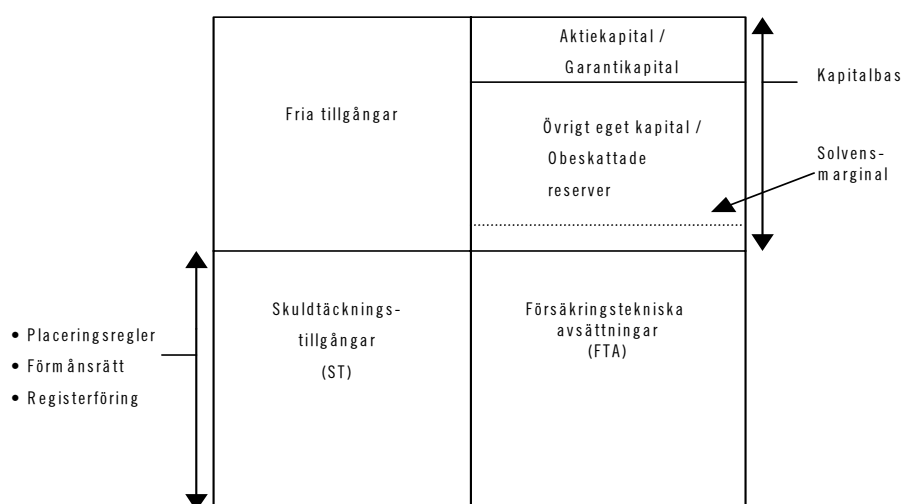 Aktiekapital /
Garantikapital
Kapitalbas
Fria tillgångar
Övrigt eget kapital /
Obeskattade
reserver
Solvens-
marginal
Skuldtäcknings-
tillgångar
(ST)
Försäkringstekniska
avsättningar
(FTA)
• Placeringsregler
• Förmånsrätt
• Registerföring